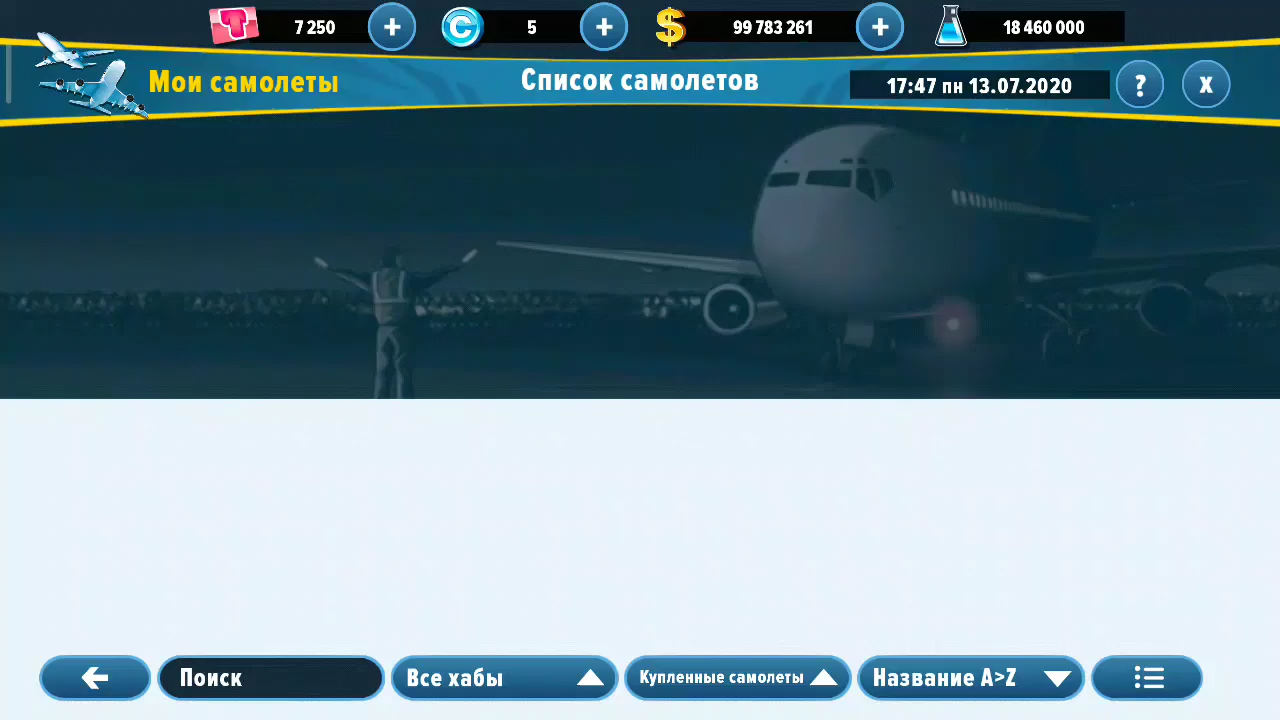 7 250
+
C
5
+
$
99 783 261
+
18 460 000
Мои самолеты
Список самолетов
17:47 пн 13.07.2020
?
X
Поиск
Все хабы
Купленные самолеты
Название A>Z